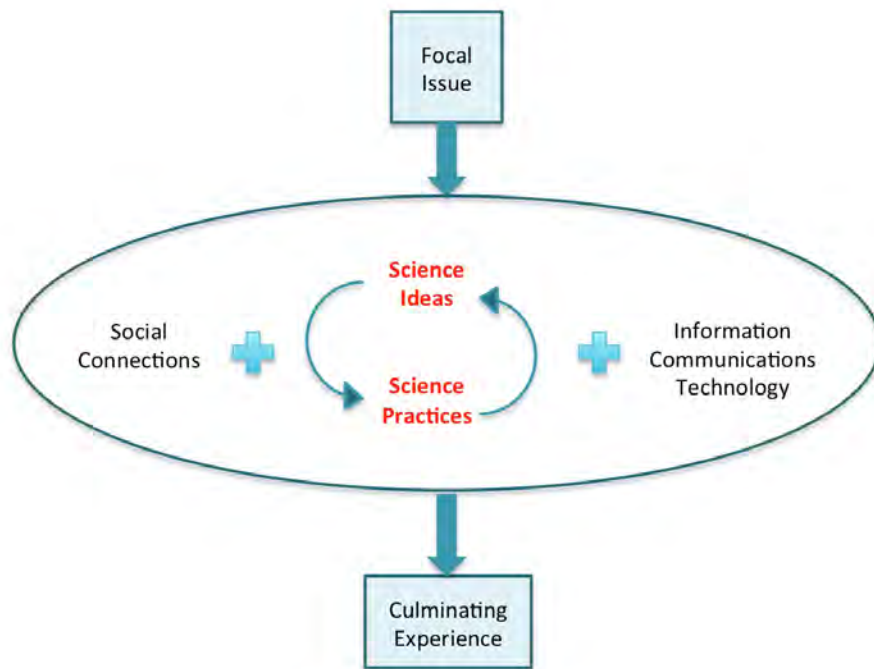 Focal
Issue
Science
Ideas
Social
Connections
Information
Communications
Technology
Science
Practices
Culminating
Experience